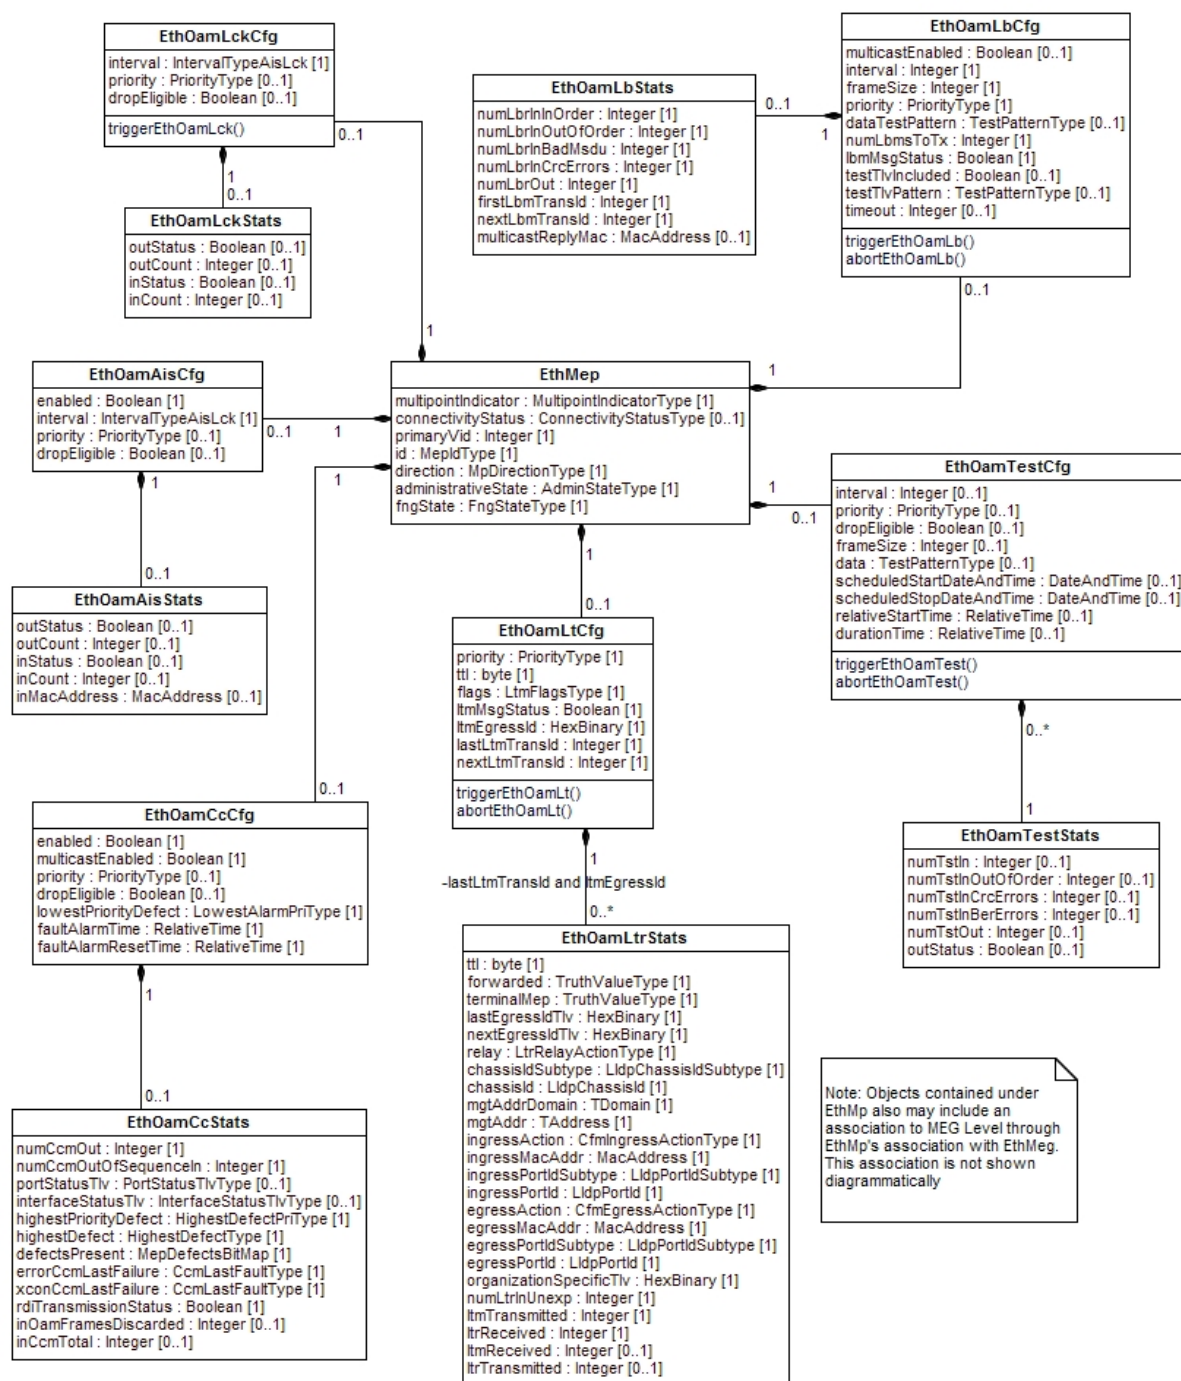 EthOamLckCfg
interval : IntervalTypeAisLck [1]
priority : PriorityType [0..1]
dropEligible : Boolean [0..1]
triggerEthOamLck()
0..1
1
0..1
EthOamLckStats
outStatus : Boolean [0..1]
outCount : Integer [0..1]
inStatus : Boolean [0..1]
inCount : Integer [0..1]
1
EthOamLbStats
numLbrInInOrder : Integer [1]
numLbrInOutOfOrder : Integer [1]
numLbrInBadMsdu : Integer [1]
numLbrInCrcErrors : Integer [1]
numLbrOut : Integer [1]
firstLbmTransId : Integer [1]
nextLbmTransId : Integer [1]
multicastReplyMac : MacAddress [0..1]
0..1
1
EthOamLbCfg
multicastEnabled : Boolean [0..1]
interval : Integer [1]
frameSize : Integer [1]
priority : PriorityType [1]
dataTestPattern : TestPatternType [0..1]
numLbmsToTx : Integer [1]
lbmMsgStatus : Boolean [1]
testTlvIncluded : Boolean [0..1]
testTlvPattern : TestPatternType [0..1]
timeout : Integer [0..1]
triggerEthOamLb()
abortEthOamLb()
0..1
1
EthOamAisCfg
enabled : Boolean [1]
interval : IntervalTypeAisLck [1]
priority : PriorityType [0..1]
dropEligible : Boolean [0..1]
0..1
1
1
0..1
EthMep
multipointIndicator : MultipointIndicatorType [1]
connectivityStatus : ConnectivityStatusType [0..1]
primaryVid : Integer [1]
id : MepIdType [1]
direction : MpDirectionType [1]
administrativeState : AdminStateType [1]
fngState : FngStateType [1]
1
1
0..1
1
0..1
EthOamTestCfg
interval : Integer [0..1]
priority : PriorityType [0..1]
dropEligible : Boolean [0..1]
frameSize : Integer [0..1]
data : TestPatternType [0..1]
scheduledStartDateAndTime : DateAndTime [0..1]
scheduledStopDateAndTime : DateAndTime [0..1]
relativeStartTime : RelativeTime [0..1]
durationTime : RelativeTime [0..1]
triggerEthOamTest()
abortEthOamTest()
0..*
1
EthOamAisStats
outStatus : Boolean [0..1]
outCount : Integer [0..1]
inStatus : Boolean [0..1]
inCount : Integer [0..1]
inMacAddress : MacAddress [0..1]
EthOamLtCfg
priority : PriorityType [1]
ttl : byte [1]
flags : LtmFlagsType [1]
ltmMsgStatus : Boolean [1]
ltmEgressId : HexBinary [1]
lastLtmTransId : Integer [1]
nextLtmTransId : Integer [1]
triggerEthOamLt()
abortEthOamLt()
1
-lastLtmTransId and ltmEgressId
0..*
0..1
EthOamCcCfg
enabled : Boolean [1]
multicastEnabled : Boolean [1]
priority : PriorityType [0..1]
dropEligible : Boolean [0..1]
lowestPriorityDefect : LowestAlarmPriType [1]
faultAlarmTime : RelativeTime [1]
faultAlarmResetTime : RelativeTime [1]
1
0..1
EthOamTestStats
numTstIn : Integer [0..1]
numTstInOutOfOrder : Integer [0..1]
numTstInCrcErrors : Integer [0..1]
numTstInBerErrors : Integer [0..1]
numTstOut : Integer [0..1]
outStatus : Boolean [0..1]
EthOamLtrStats
ttl : byte [1]
forwarded : TruthValueType [1]
terminalMep : TruthValueType [1]
lastEgressIdTlv : HexBinary [1]
nextEgressIdTlv : HexBinary [1]
relay : LtrRelayActionType [1]
chassisIdSubtype : LldpChassisIdSubtype [1]
chassisId : LldpChassisId [1]
mgtAddrDomain : TDomain [1]
mgtAddr : TAddress [1]
ingressAction : CfmIngressActionType [1]
ingressMacAddr : MacAddress [1]
ingressPortIdSubtype : LldpPortIdSubtype [1]
ingressPortId : LldpPortId [1]
egressAction : CfmEgressActionType [1]
egressMacAddr : MacAddress [1]
egressPortIdSubtype : LldpPortIdSubtype [1]
egressPortId : LldpPortId [1]
organizationSpecificTlv : HexBinary [1]
numLtrInUnexp : Integer [1]
ltmTransmitted : Integer [1]
ltrReceived : Integer [1]
ltmReceived : Integer [0..1]
ltrTransmitted : Integer [0..1]
Note: Objects contained under
EthMp also may include an
association to MEG Level through
EthMp's association with EthMeg.
This association is not shown
diagrammatically
EthOamCcStats
numCcmOut : Integer [1]
numCcmOutOfSequenceIn : Integer [1]
portStatusTlv : PortStatusTlvType [0..1]
interfaceStatusTlv : InterfaceStatusTlvType [0..1]
highestPriorityDefect : HighestDefectPriType [1]
highestDefect : HighestDefectType [1]
defectsPresent : MepDefectsBitMap [1]
errorCcmLastFailure : CcmLastFaultType [1]
xconCcmLastFailure : CcmLastFaultType [1]
rdiTransmissionStatus : Boolean [1]
inOamFramesDiscarded : Integer [0..1]
inCcmTotal : Integer [0..1]